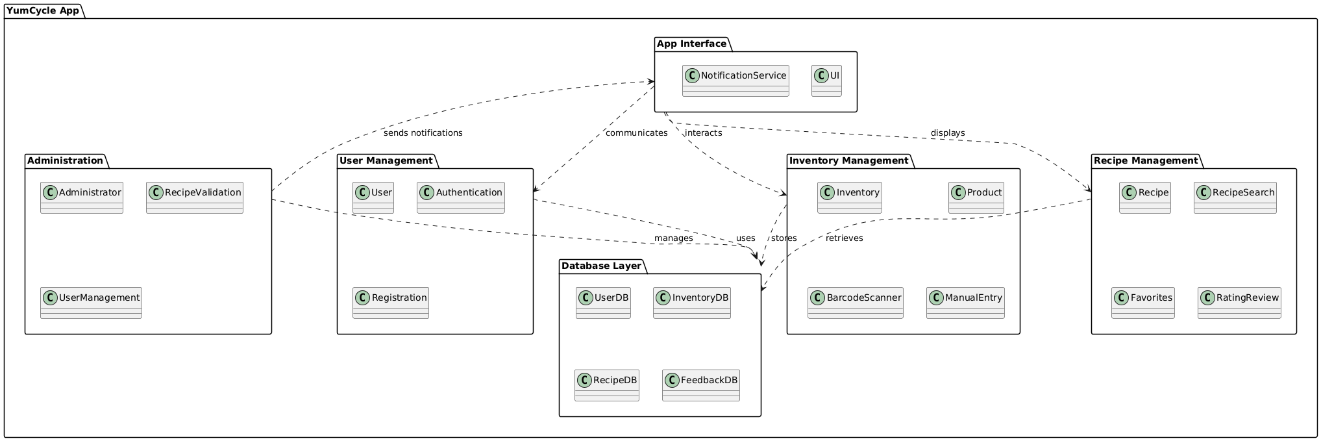 YumCycle App
App Interface
C NotificationService
C UI
sends notifications
communicates
interacts
displays
Administration
C Administrator
C RecipeValidation
C UserManagement
User Management
C User
C Authentication
C Registration
Inventory Management
C Inventory
C Product
C BarcodeScanner
C ManualEntry
Recipe Management
C Recipe
C RecipeSearch
C Favorites
C RatingReview
manages
uses
stores
retrieves
Database Layer
C UserDB
C InventoryDB
C RecipeDB
C FeedbackDB